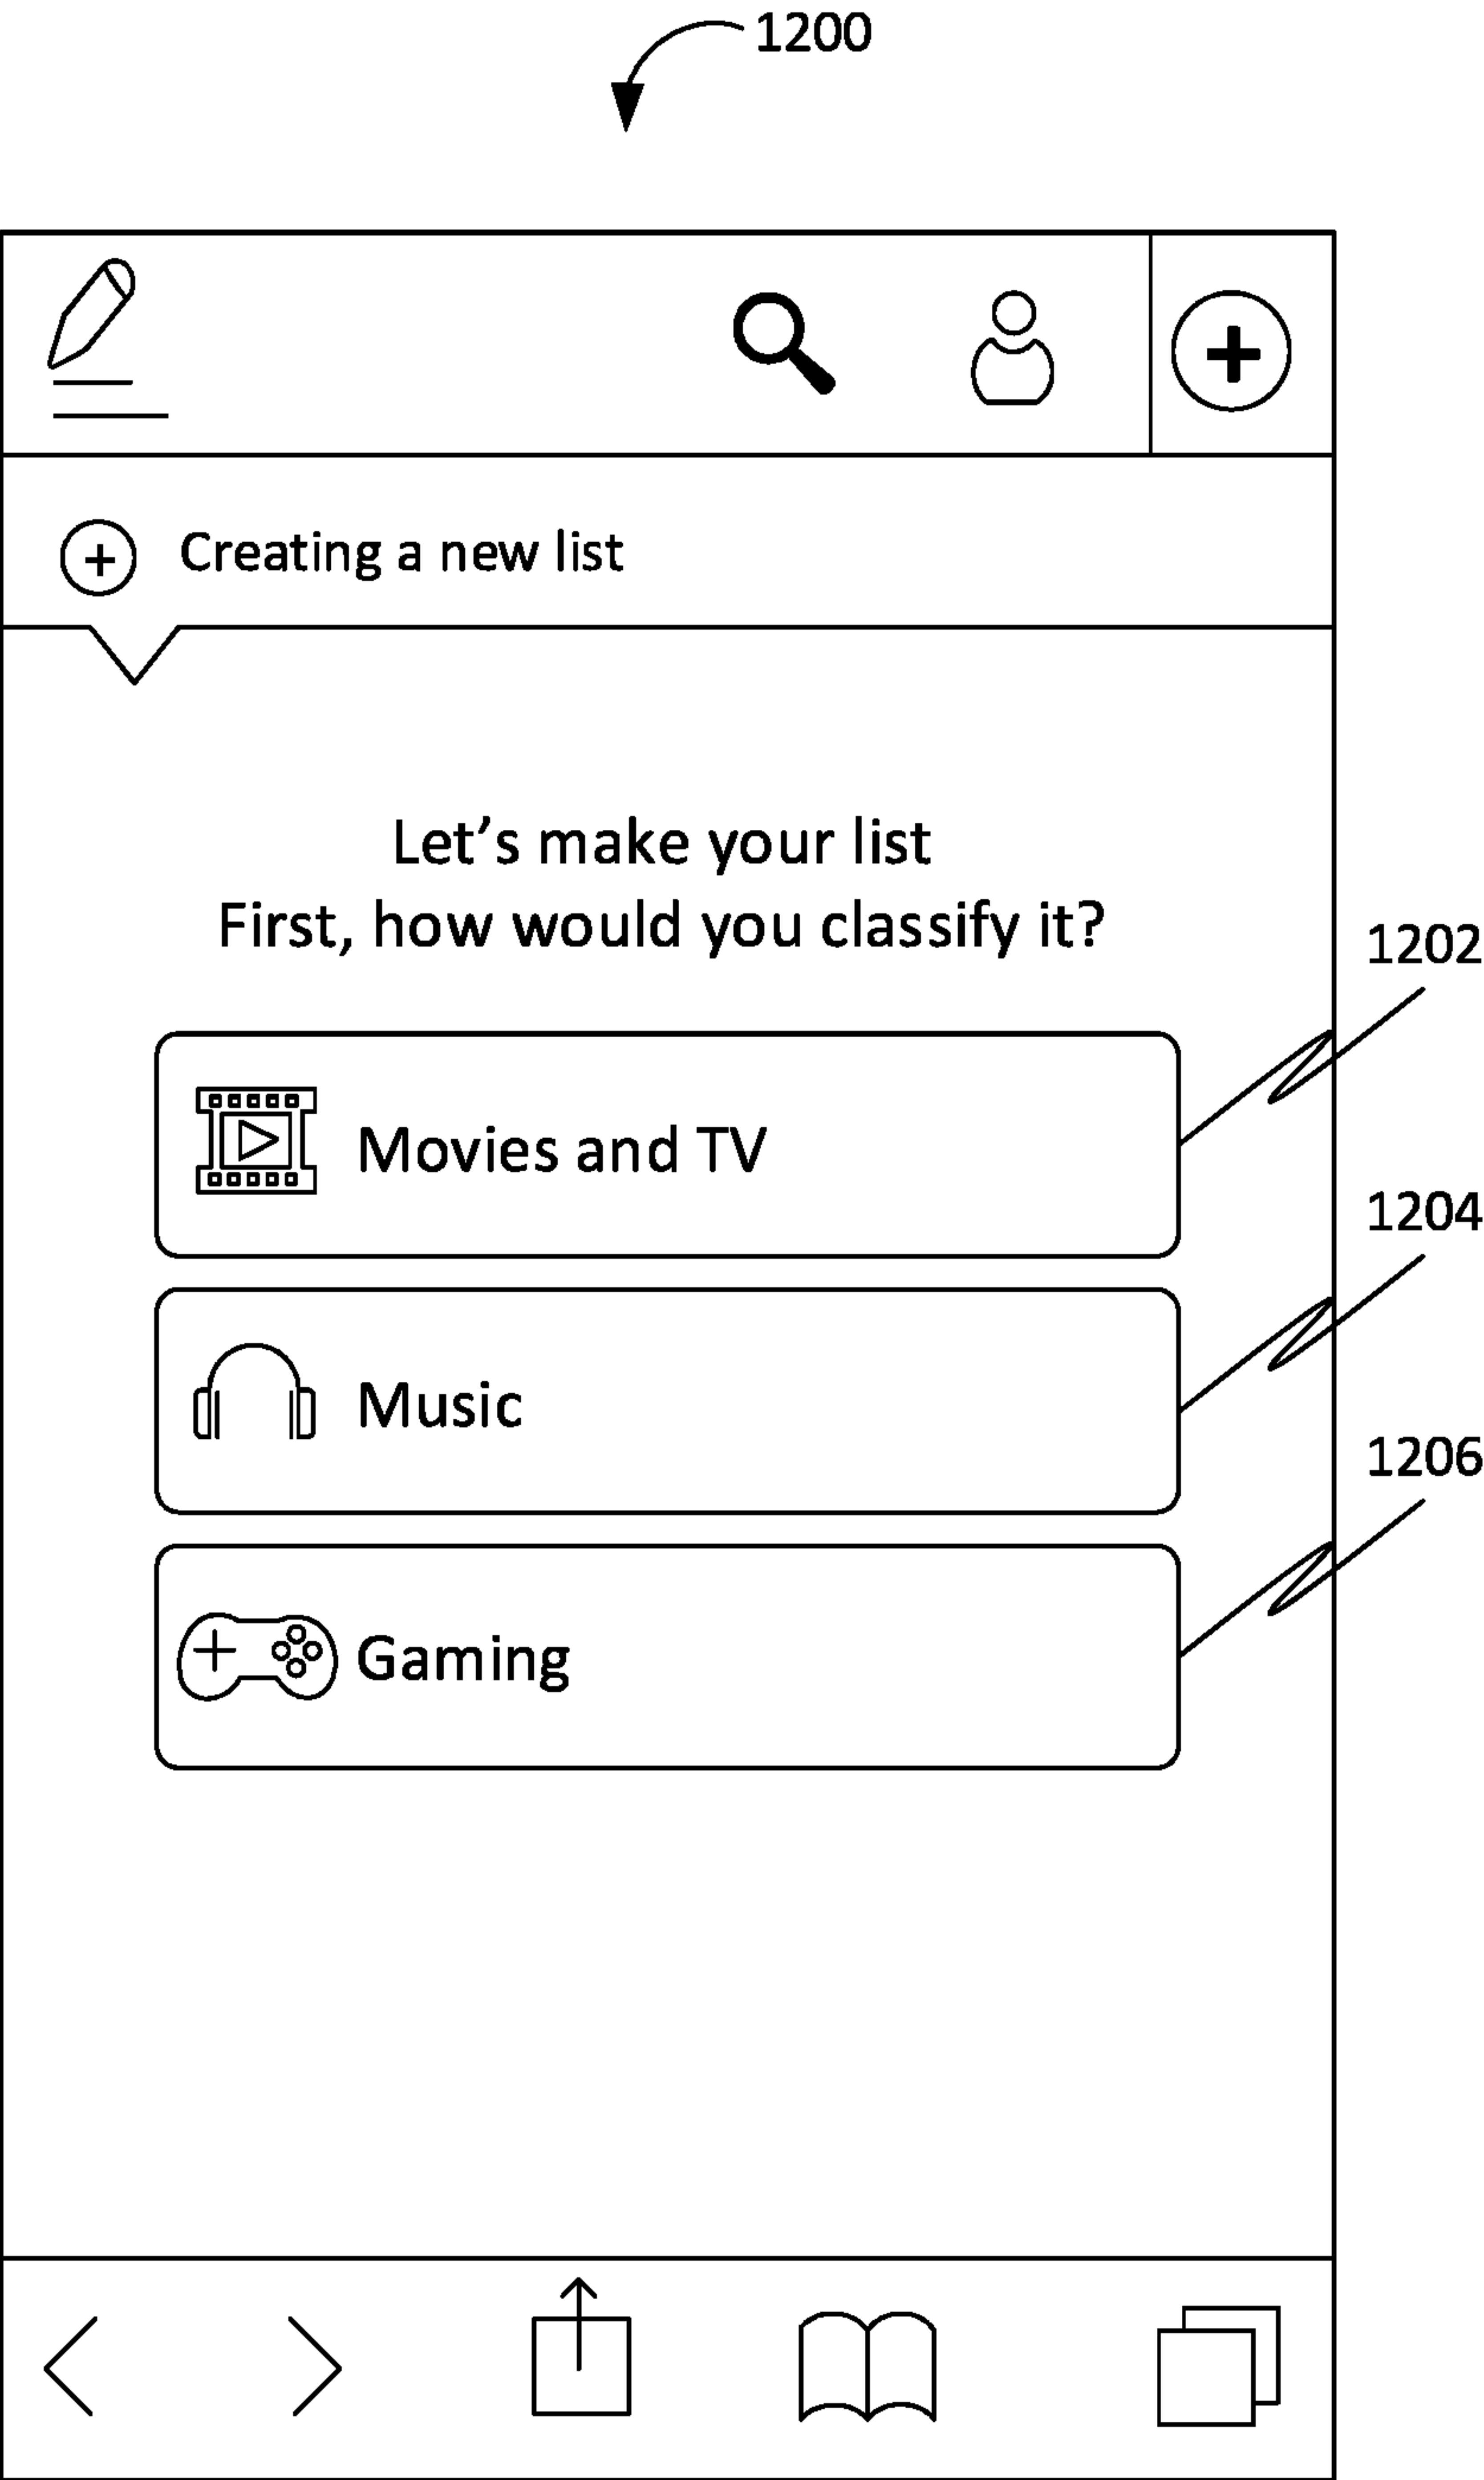 1200
Creating a new list
Let's make your list
First, how would you classify it?
1202
Movies and TV
1204
Music
1206
Gaming